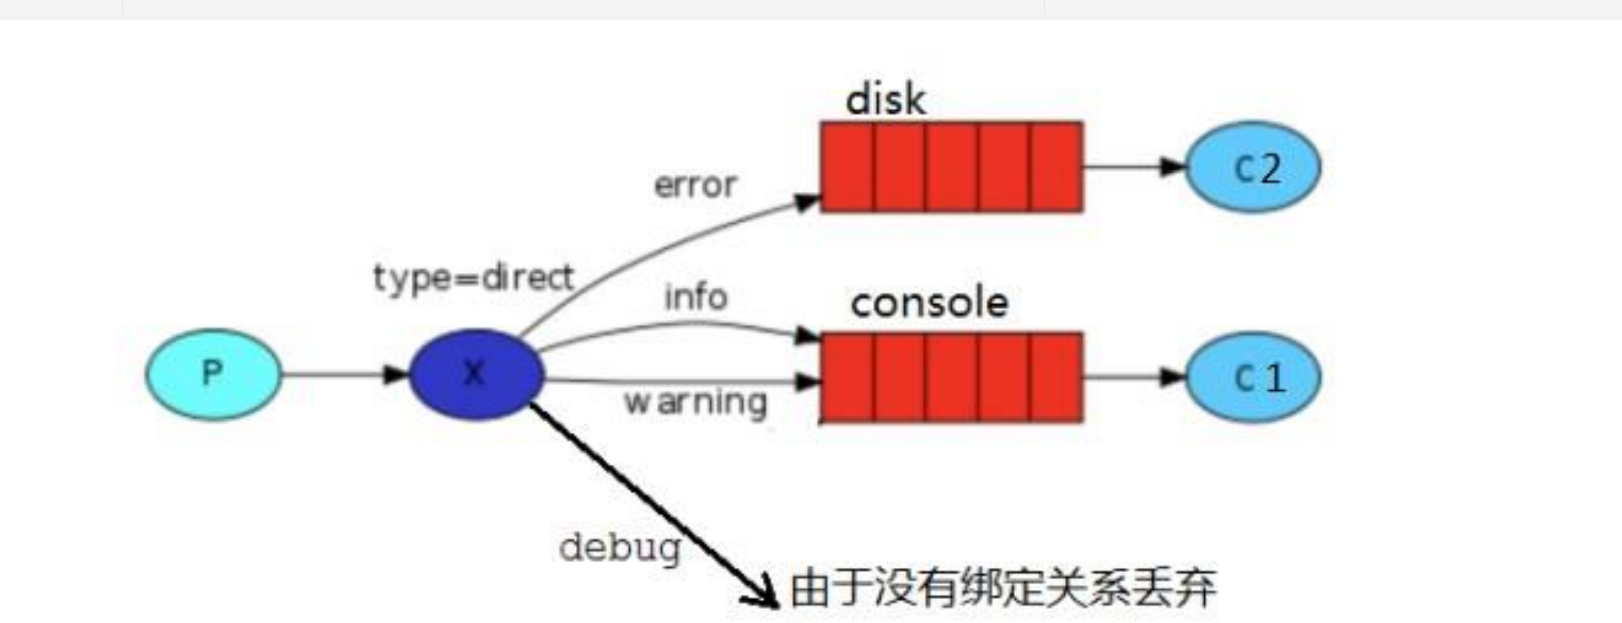 disk
C2
error
type=direct
info
console
P
X
C1
warning
debug
由于没有绑定关系丢弃